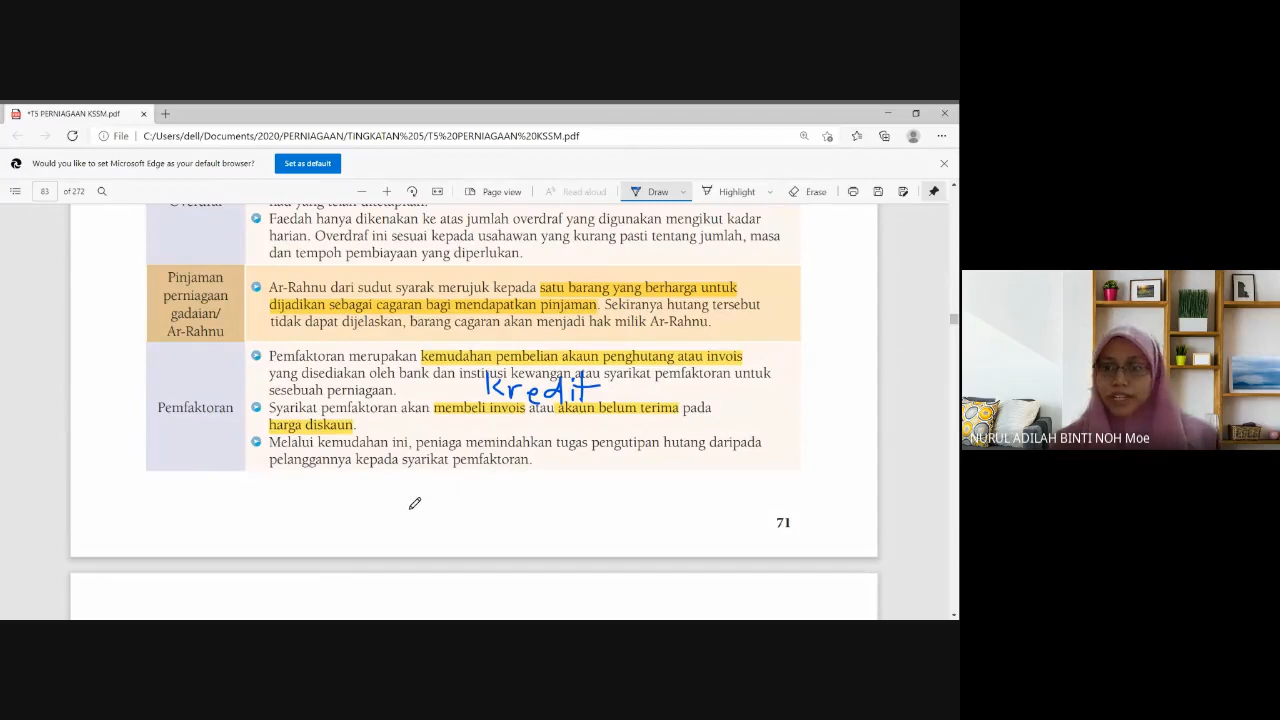 *T5 PERNIAGAAN KSSM.pdf
File C:/Users/dell/Documents/2020/PERNIAGAAN/TINGKATAN%205/T5%20PERNIAGAAN%20KSSM.pdf
Would you like to set Microsoft Edge as your default browser? Set as default
83 of 272 Page view Read aloud Draw Highlight Erase
Overdraf
had yang telah ditetapkan.
Faedah hanya dikenakan ke atas jumlah overdraf yang digunakan mengikut kadar
harian. Overdraf ini sesuai kepada usahawan yang kurang pasti tentang jumlah, masa
dan tempoh pembiayaan yang diperlukan.
Pinjaman
perniagaan
gadaian/
Ar-Rahnu
Ar-Rahnu dari sudut syarak merujuk kepada satu barang yang berharga untuk
dijadikan sebagai cagaran bagi mendapatkan pinjaman. Sekiranya hutang tersebut
tidak dapat dijelaskan, barang cagaran akan menjadi hak milik Ar-Rahnu.
Pemfaktoran
Pemfaktoran merupakan kemudahan pembelian akaun penghutang atau invois
yang disediakan oleh bank dan institusi kewangan atau syarikat pemfaktoran untuk
sesebuah perniagaan.
kredit
Syarikat pemfaktoran akan membeli invois atau akaun belum terima pada
harga diskaun.
Melalui kemudahan ini, peniaga memindahkan tugas pengutipan hutang daripada
pelanggannya kepada syarikat pemfaktoran.
71
NURUL ADILAH BINTI NOH Moe